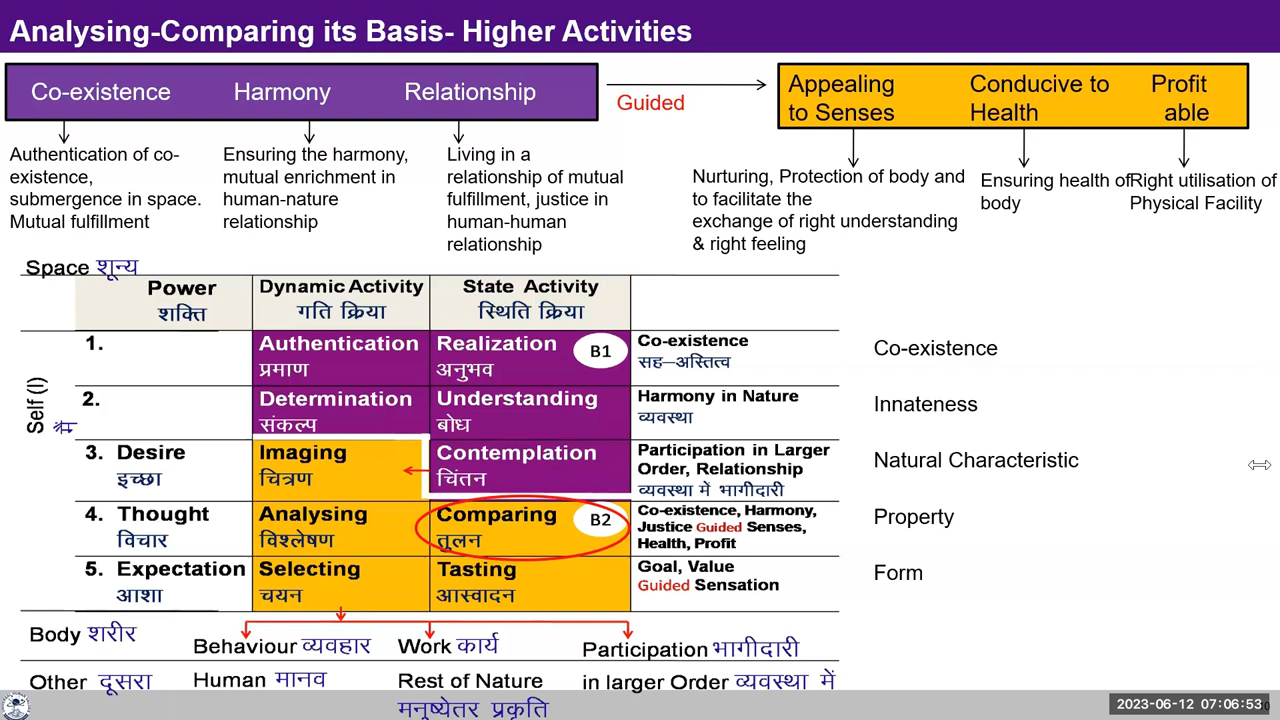 Analysing-Comparing its Basis- Higher Activities
Co-existence Harmony Relationship
Guided
Appealing to Senses
Conducive to Health
Profit able
Authentication of co-
existence,
submergence in space.
Mutual fulfillment
Ensuring the harmony,
mutual enrichment in
human-nature
relationship
Living in a
relationship of mutual
fulfillment, justice in
human-human
relationship
Nurturing, Protection of body and
to facilitate the
exchange of right understanding
& right feeling
Ensuring health of
body
Right utilisation of
Physical Facility
Space शून्य
Power Dynamic Activity State Activity
शक्ति गति क्रिया स्थिति क्रिया
Self (I)
मैं
1. Authentication Realization B1 Co-existence Co-existence
प्रमाण अनुभव सह–अस्तित्व
2. Determination Understanding Harmony in Nature Innateness
संकल्प बोध व्यवस्था
3. Desire Imaging Contemplation Participation in Larger Order, Relationship Natural Characteristic
इच्छा चित्रण चिंतन व्यवस्था में भागीदारी
4. Thought Analysing Comparing B2 Co-existence, Harmony, Justice Guided Senses, Health, Profit Property
विचार विश्लेषण तुलन
5. Expectation Selecting Tasting Goal, Value Guided Sensation Form
आशा चयन आस्वादन
Body शरीर Behaviour व्यवहार Work कार्य Participation भागीदारी
Other दूसरा Human मानव Rest of Nature in larger Order व्यवस्था में
मनुष्येतर प्रकृति
2023-06-12 07:06:53